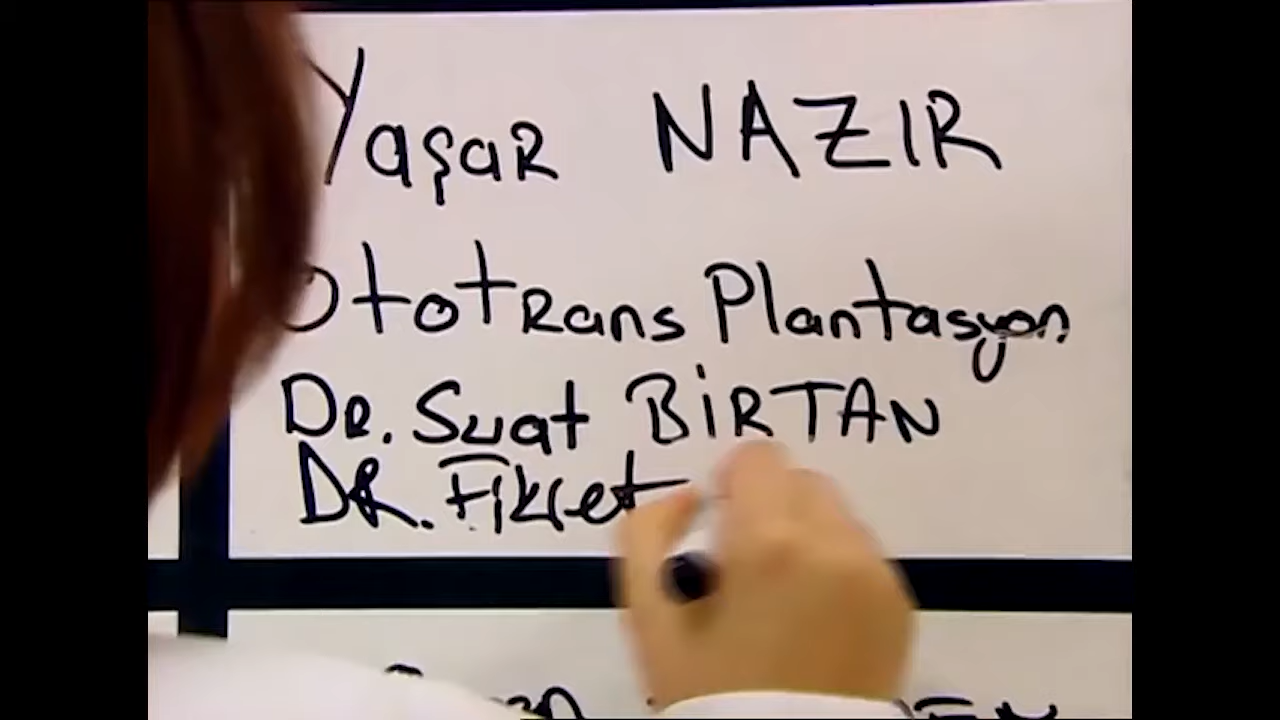 Yaşar NAZIR
OtotRans Plantasyon
DR. Suat BİRTAN
DR. Fikret